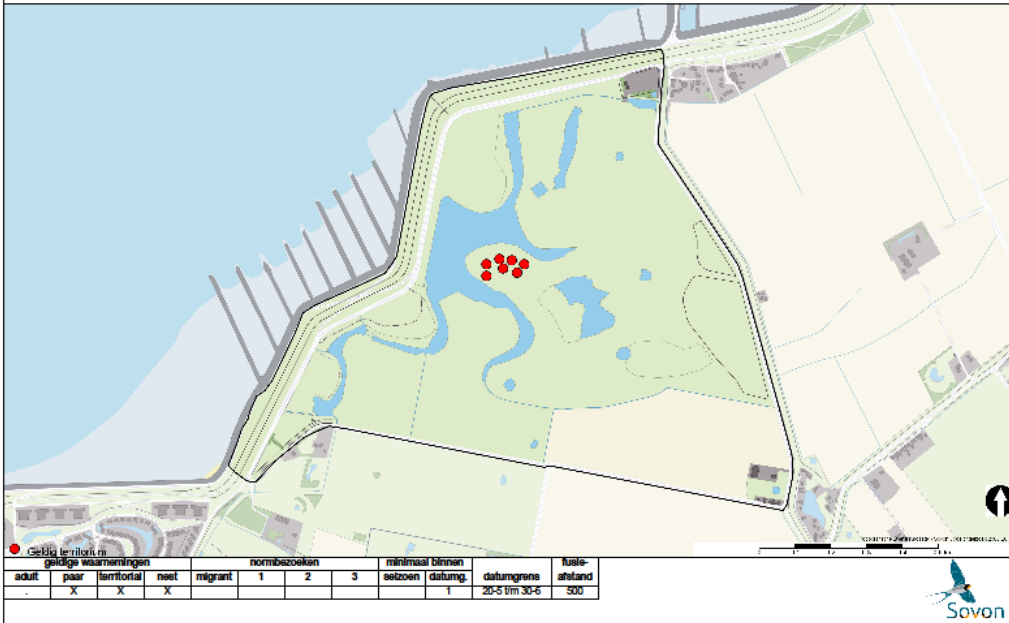 Geldig territorium
geldige waarnemingen normbezoeken minimaal binnen fusie-
adult paar territorial nest migrant 1 2 3 seizoen datumg. datumgrens afstand
. X X X 1 20-5 t/m 30-6 500
Sovon